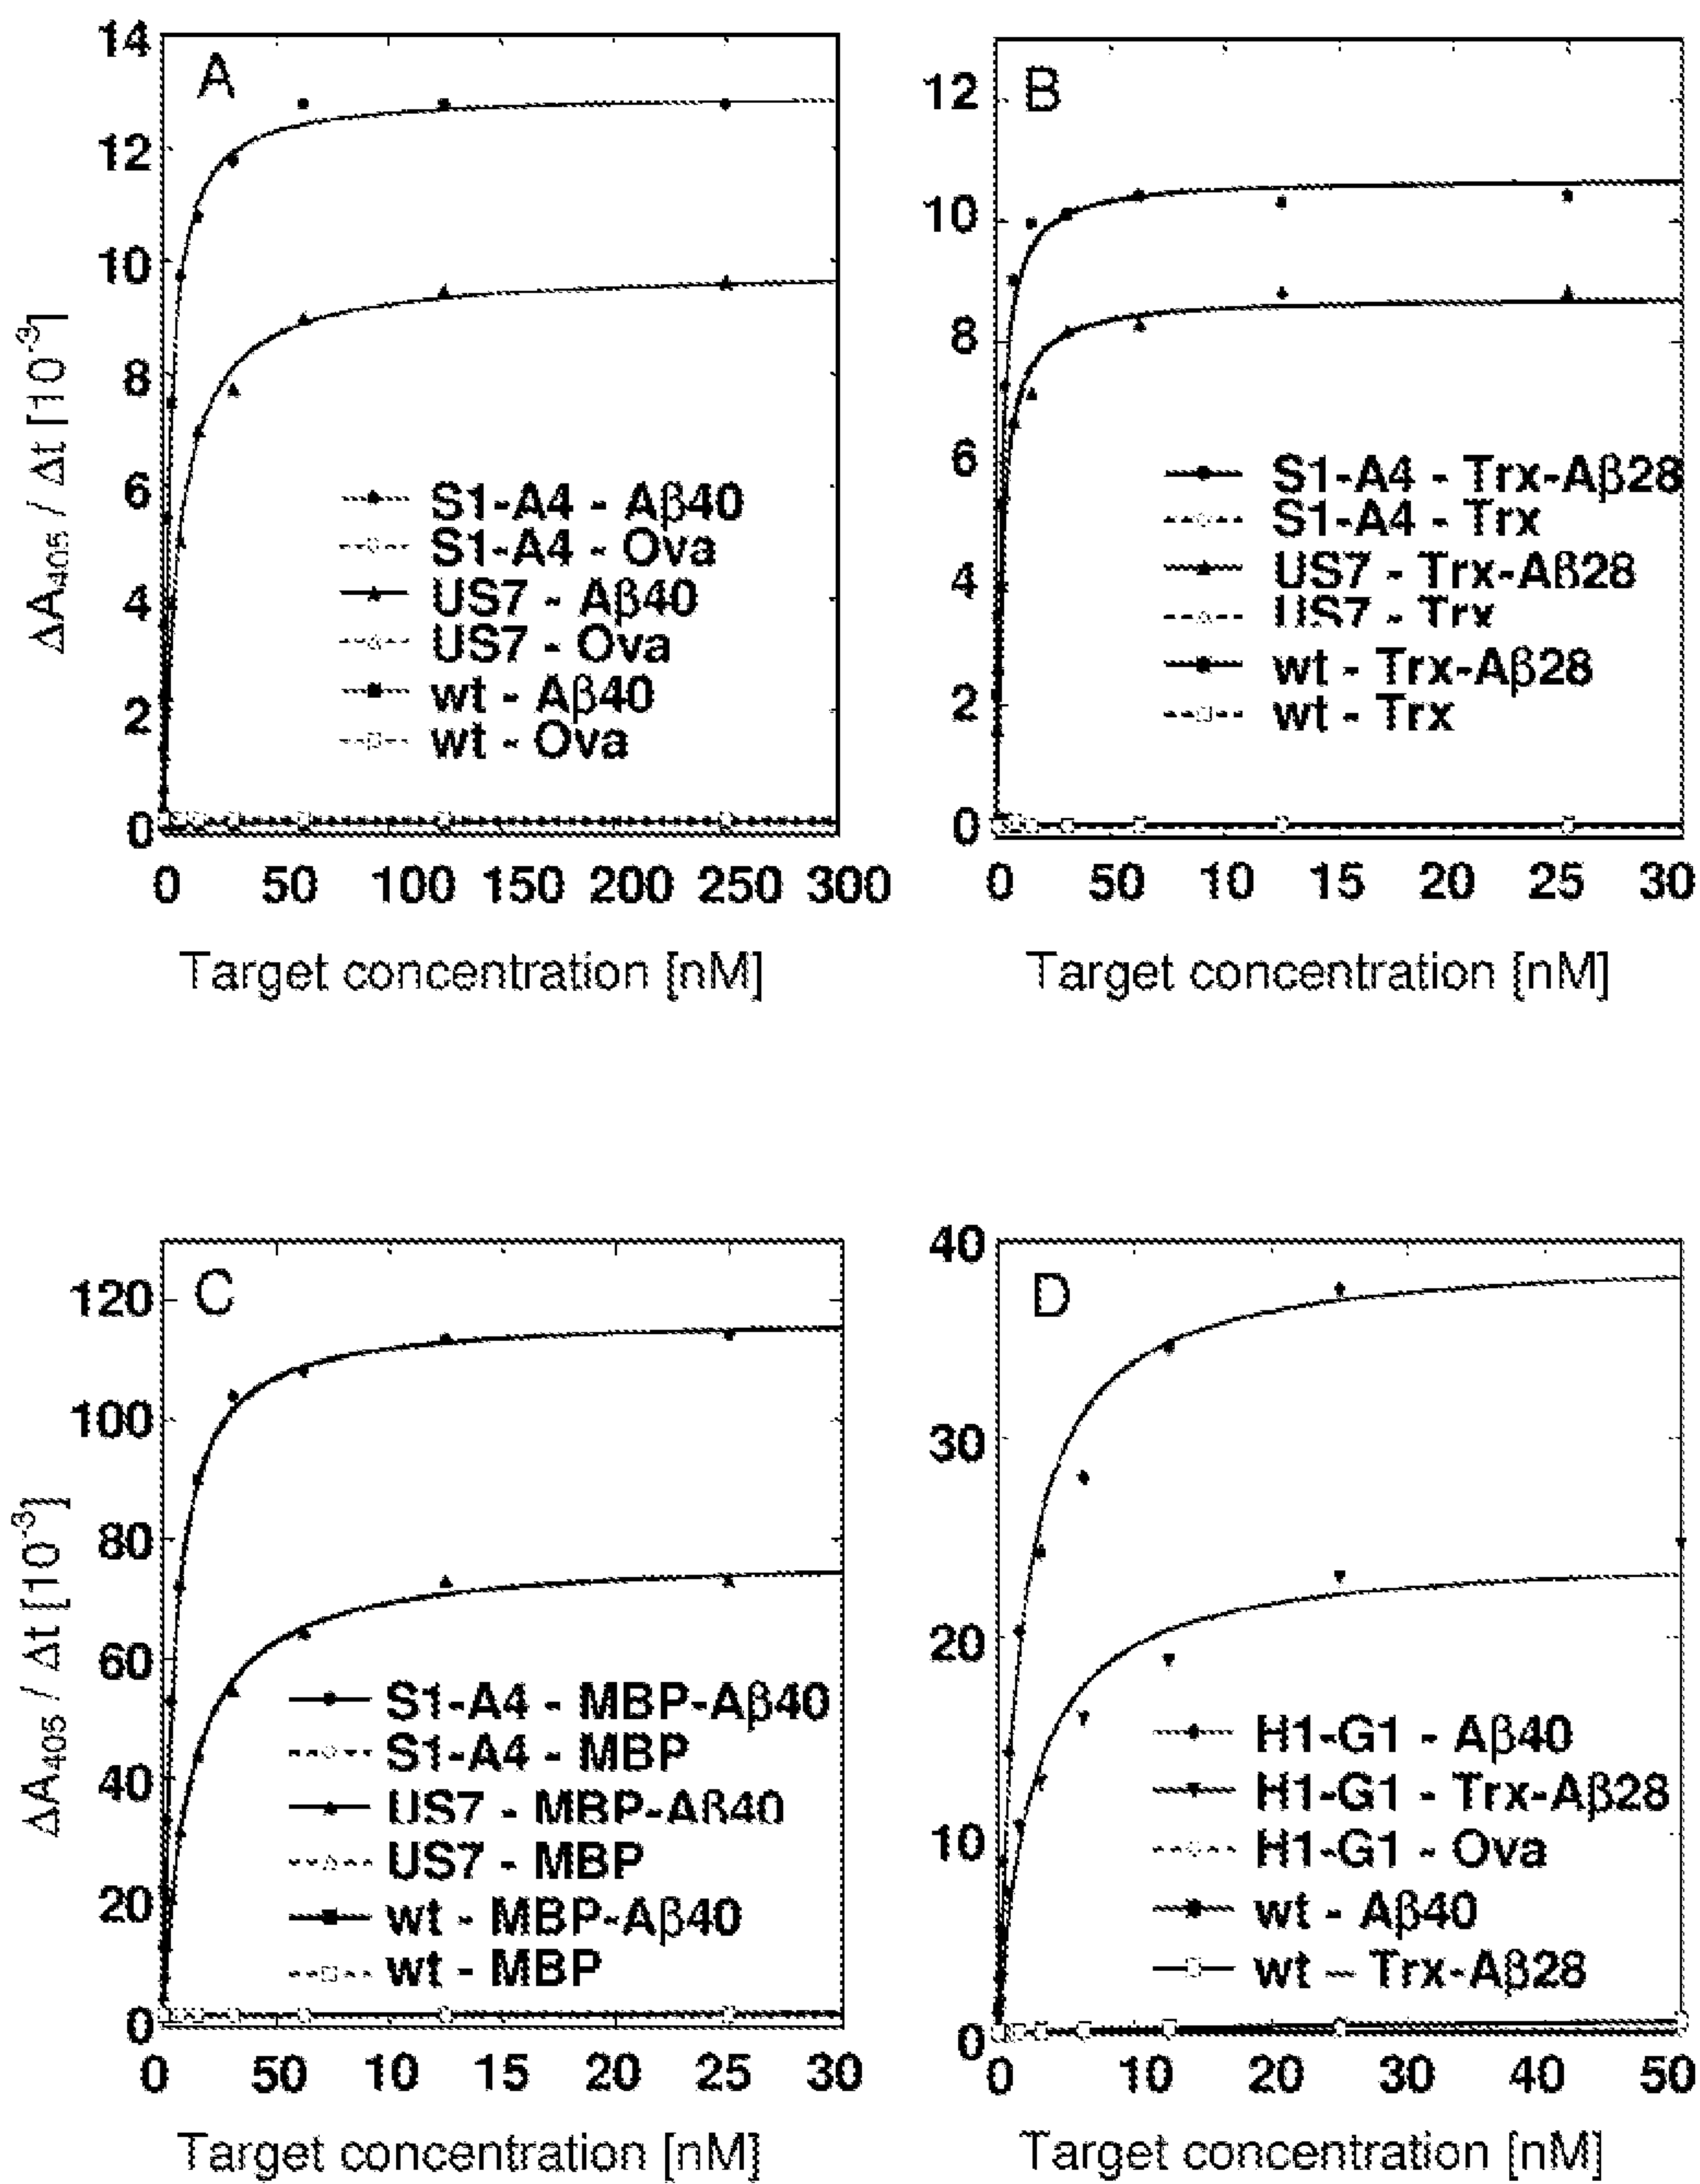 A
14
12
10
8
6
4
2
0
ΔA405 / Δt [10-3]
S1-A4 - Aβ40
S1-A4 - Ova
US7 - Aβ40
US7 - Ova
wt - Aβ40
wt - Ova
0 50 100 150 200 250 300
Target concentration [nM]
B
12
10
8
6
4
2
0
S1-A4 - Trx-Aβ28
S1-A4 - Trx
US7 - Trx-Aβ28
US7 - Trx
wt - Trx-Aβ28
wt - Trx
0 50 10 15 20 25 30
Target concentration [nM]
C
120
100
80
60
40
20
0
ΔA405 / Δt [10-3]
S1-A4 - MBP-Aβ40
S1-A4 - MBP
US7 - MBP-Aβ40
US7 - MBP
wt - MBP-Aβ40
wt - MBP
0 50 10 15 20 25 30
Target concentration [nM]
D
40
30
20
10
0
H1-G1 - Aβ40
H1-G1 - Trx-Aβ28
H1-G1 - Ova
wt - Aβ40
wt – Trx-Aβ28
0 10 20 30 40 50
Target concentration [nM]